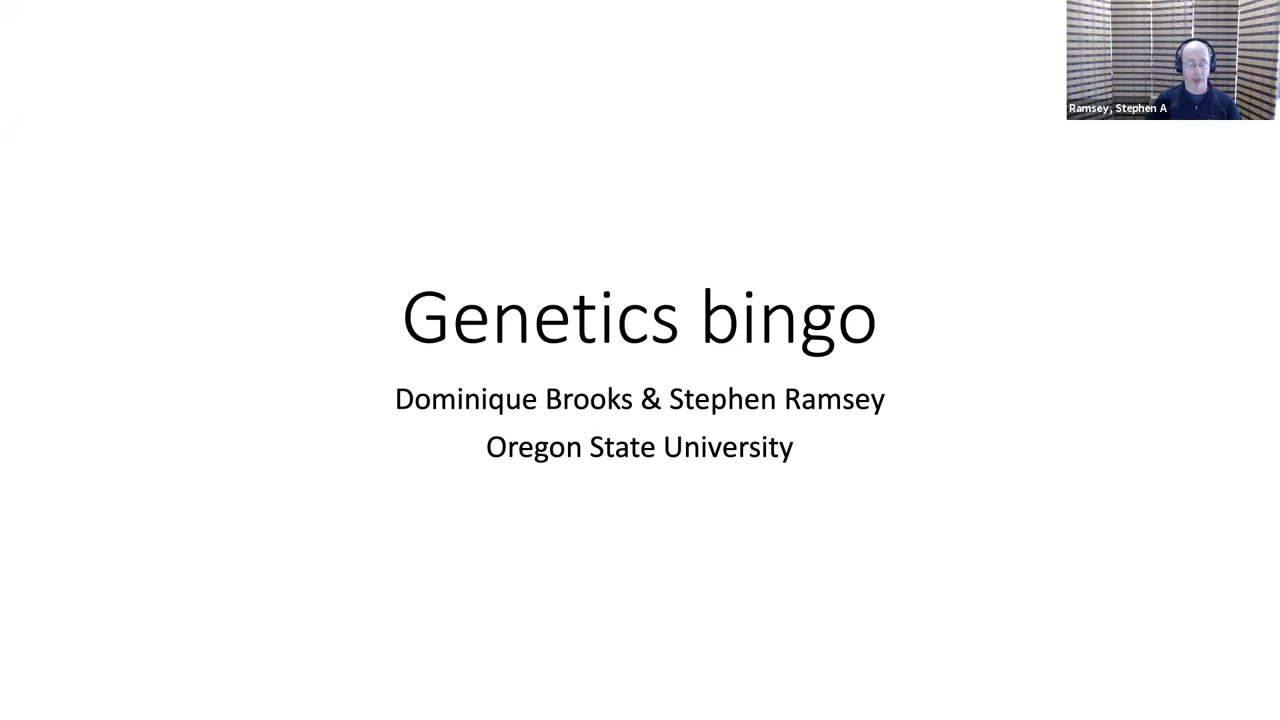 Ramsey, Stephen A
Genetics bingo
Dominique Brooks & Stephen Ramsey
Oregon State University